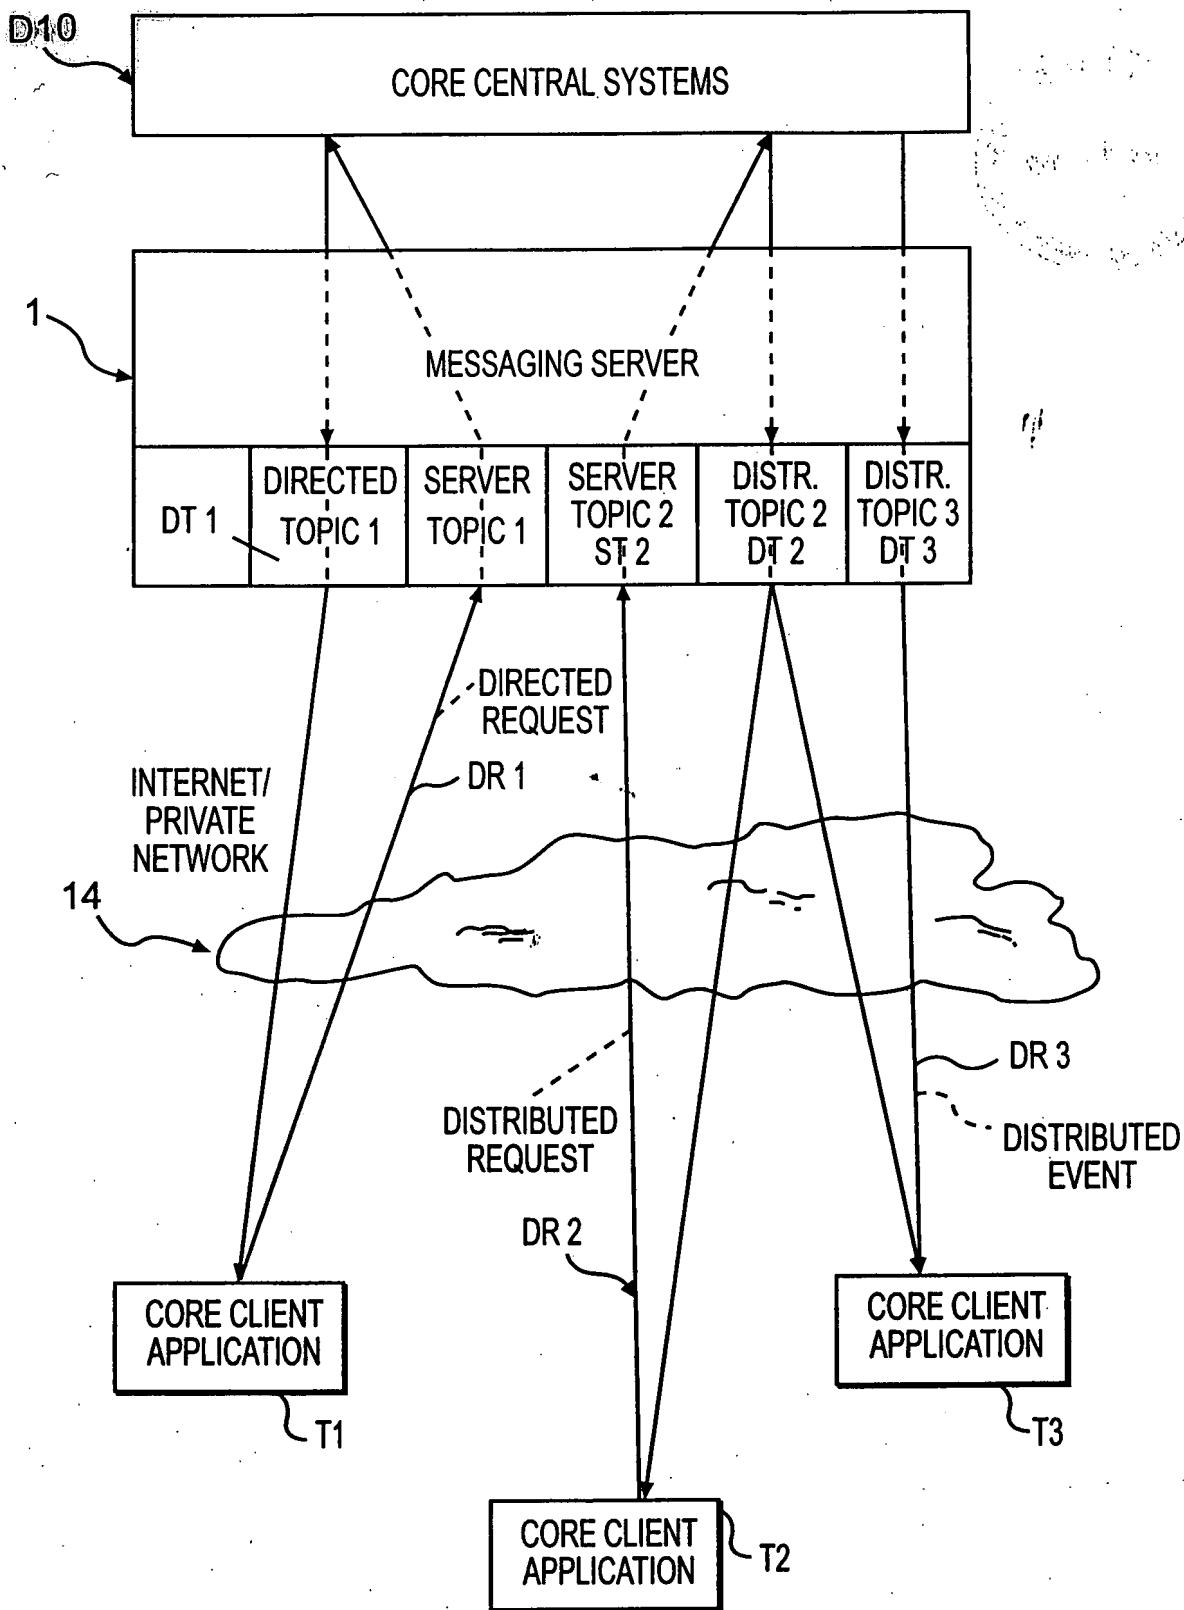 D10
CORE CENTRAL SYSTEMS
1
MESSAGING SERVER
DT 1
DIRECTED
TOPIC 1
SERVER
TOPIC 1
SERVER
TOPIC 2
ST 2
DISTR.
TOPIC 2
DT 2
DISTR.
TOPIC 3
DT 3
DIRECTED
REQUEST
DR 1
INTERNET/
PRIVATE
NETWORK
14
DR 3
DISTRIBUTED
REQUEST
DISTRIBUTED
EVENT
DR 2
CORE CLIENT
APPLICATION
T1
CORE CLIENT
APPLICATION
T3
CORE CLIENT
APPLICATION
T2